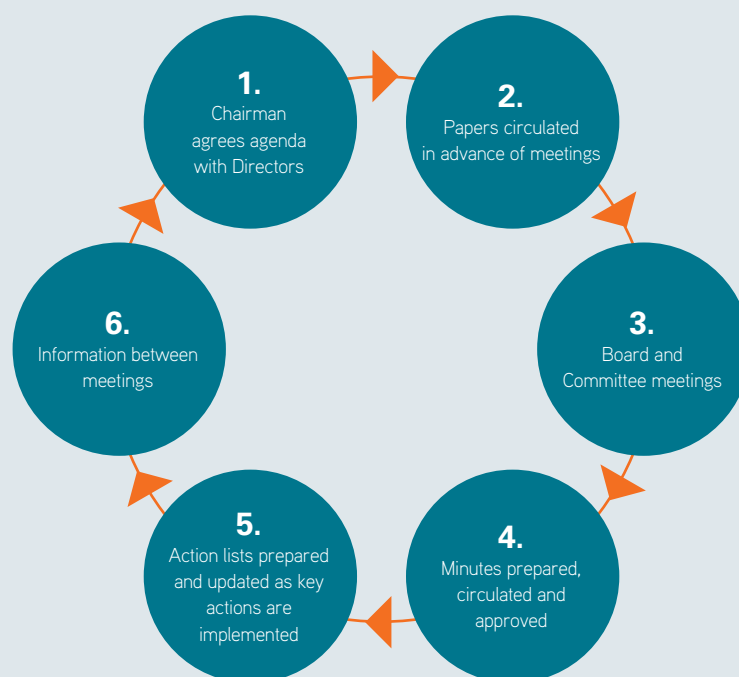 1.
Chairman
agrees agenda
with Directors
2.
Papers circulated
in advance of meetings
3.
Board and
Committee meetings
4.
Minutes prepared,
circulated and
approved
5.
Action lists prepared
and updated as key
actions are
implemented
6.
Information between
meetings